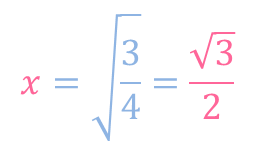 x = √(3/4) = √3/2